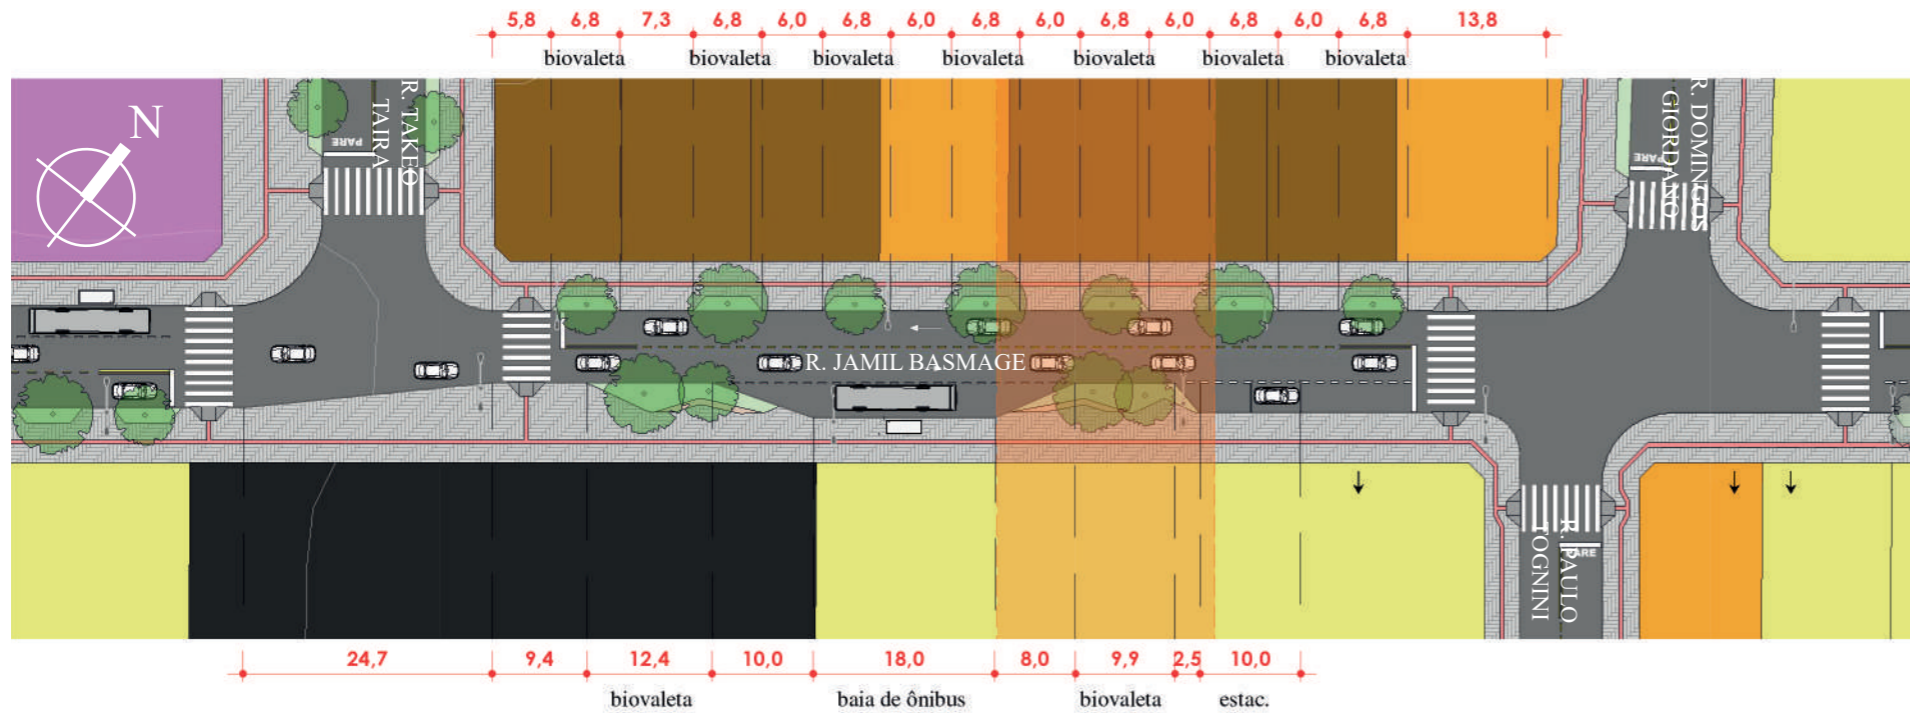 5,8 6,8 7,3 6,8 6,0 6,8 6,0 6,8 6,0 6,8 6,0 6,8 6,0 6,8 13,8
biovaleta biovaleta biovaleta biovaleta biovaleta biovaleta biovaleta
N
R. TAKEO
TAIRA
PARE
R. DOMINGOS
GIORDANO
PARE
R. JAMIL BASMAGE
R. PAULO
TOGNINI
PARE
24,7 9,4 12,4 10,0 18,0 8,0 9,9 2,5 10,0
biovaleta baia de ônibus biovaleta estac.